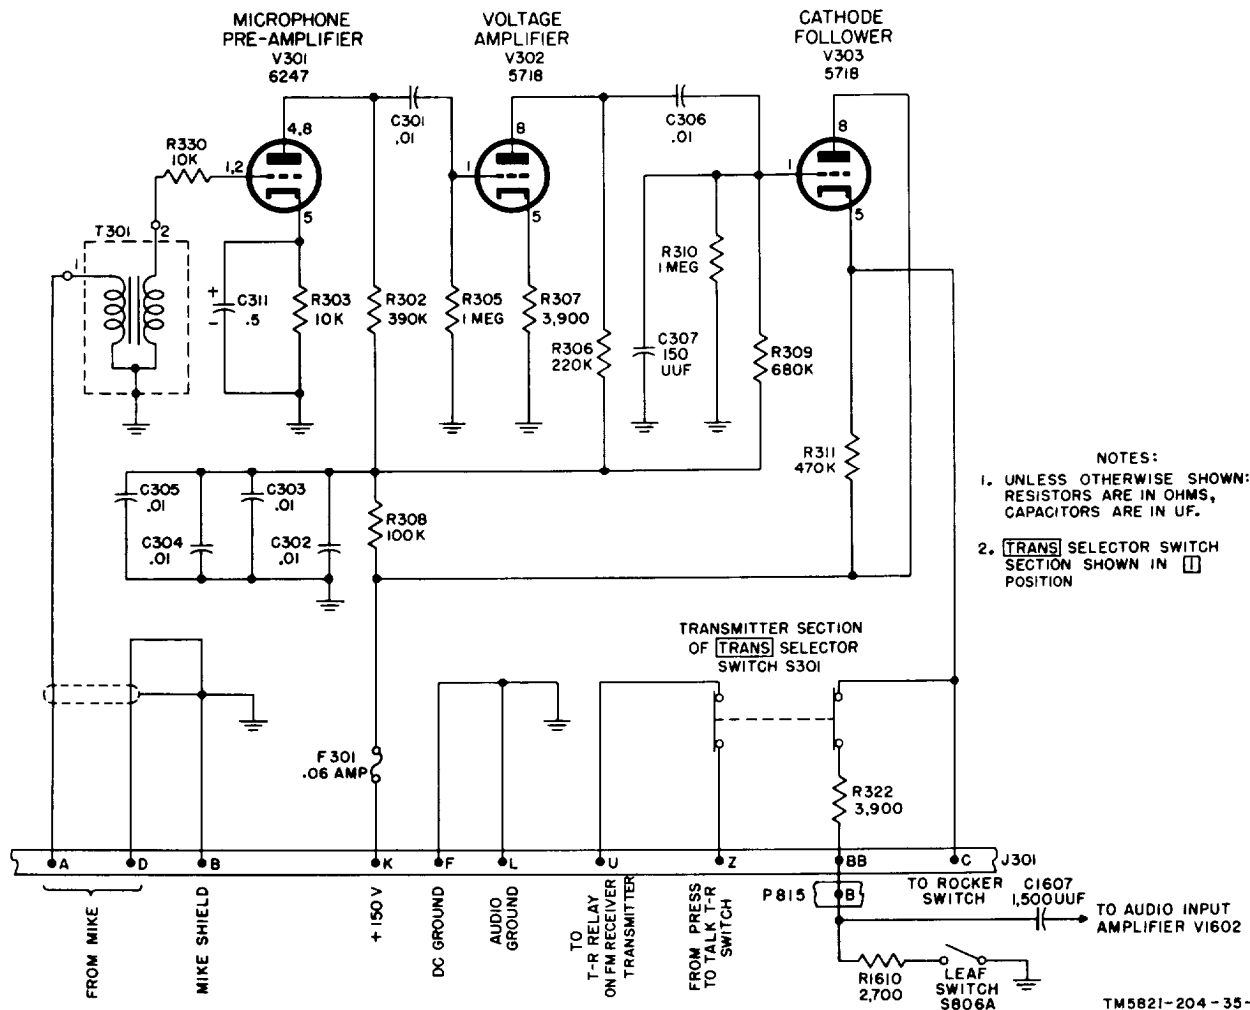 MICROPHONE
PRE-AMPLIFIER
V301
6247
VOLTAGE
AMPLIFIER
V302
5718
CATHODE
FOLLOWER
V303
5718
4,8
C301
.01
8
C306
.01
8
R330
10K
1,2
1
1
5
5
5
T301
2
1
R310
1 MEG
+
-
C311
.5
R303
10K
R302
390K
R305
1 MEG
R307
3,900
R306
220K
C307
150
UUF
R309
680K
R311
470K
C305
.01
C303
.01
C304
.01
C302
.01
R308
100K
NOTES:
1. UNLESS OTHERWISE SHOWN:
RESISTORS ARE IN OHMS,
CAPACITORS ARE IN UF.
2. TRANS SELECTOR SWITCH
SECTION SHOWN IN 1
POSITION
TRANSMITTER SECTION
OF TRANS SELECTOR
SWITCH S301
F301
.06 AMP
R322
3,900
A
D
B
K
F
L
U
Z
BB
C
J301
FROM MIKE
MIKE SHIELD
+150V
DC GROUND
AUDIO
GROUND
TO
T-R RELAY
ON FM RECEIVER
TRANSMITTER
FROM PRESS
TO TALK T-R
SWITCH
P815
B
TO ROCKER
SWITCH
C1607
1,500UUF
TO AUDIO INPUT
AMPLIFIER V1602
R1610
2,700
LEAF
SWITCH
S806A
TM5821-204-35-